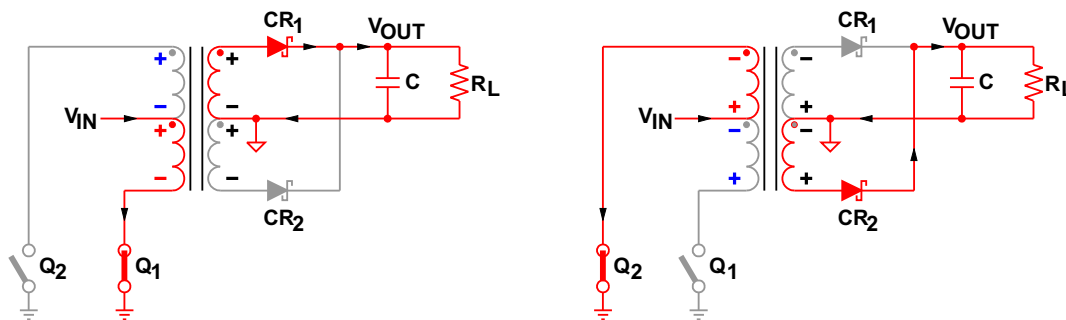 CR1
VOUT
+ +
C
RL
- -
VIN
+ +
- -
CR2
Q2
Q1
CR1
VOUT
- -
C
RL
+ +
VIN
- -
+ +
CR2
Q2
Q1